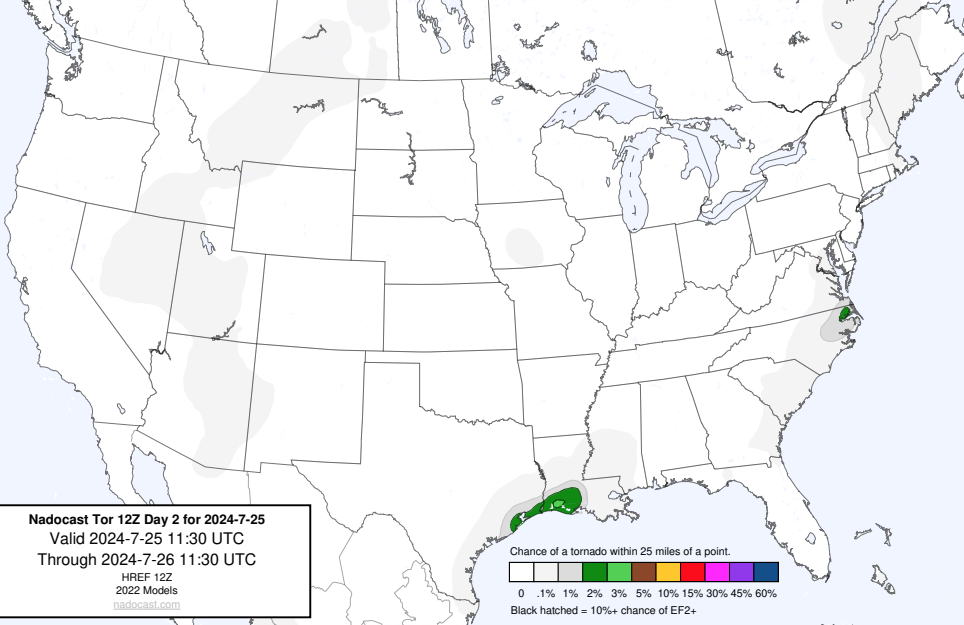 Nadocast Tor 12Z Day 2 for 2024-7-25
Valid 2024-7-25 11:30 UTC
Through 2024-7-26 11:30 UTC
HREF 12Z
2022 Models
nadocast.com
Chance of a tornado within 25 miles of a point.
0 .1% 1% 2% 3% 5% 10% 15% 30% 45% 60%
Black hatched = 10%+ chance of EF2+